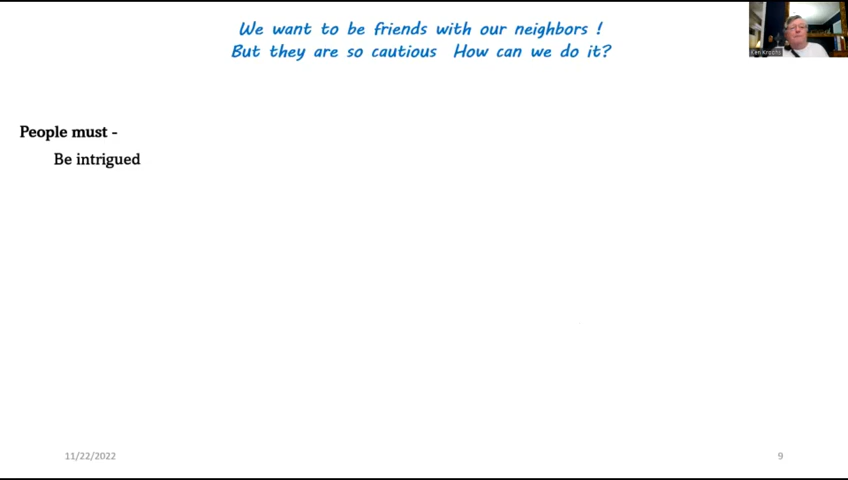 We want to be friends with our neighbors !
But they are so cautious How can we do it?
People must -
Be intrigued
11/22/2022
9